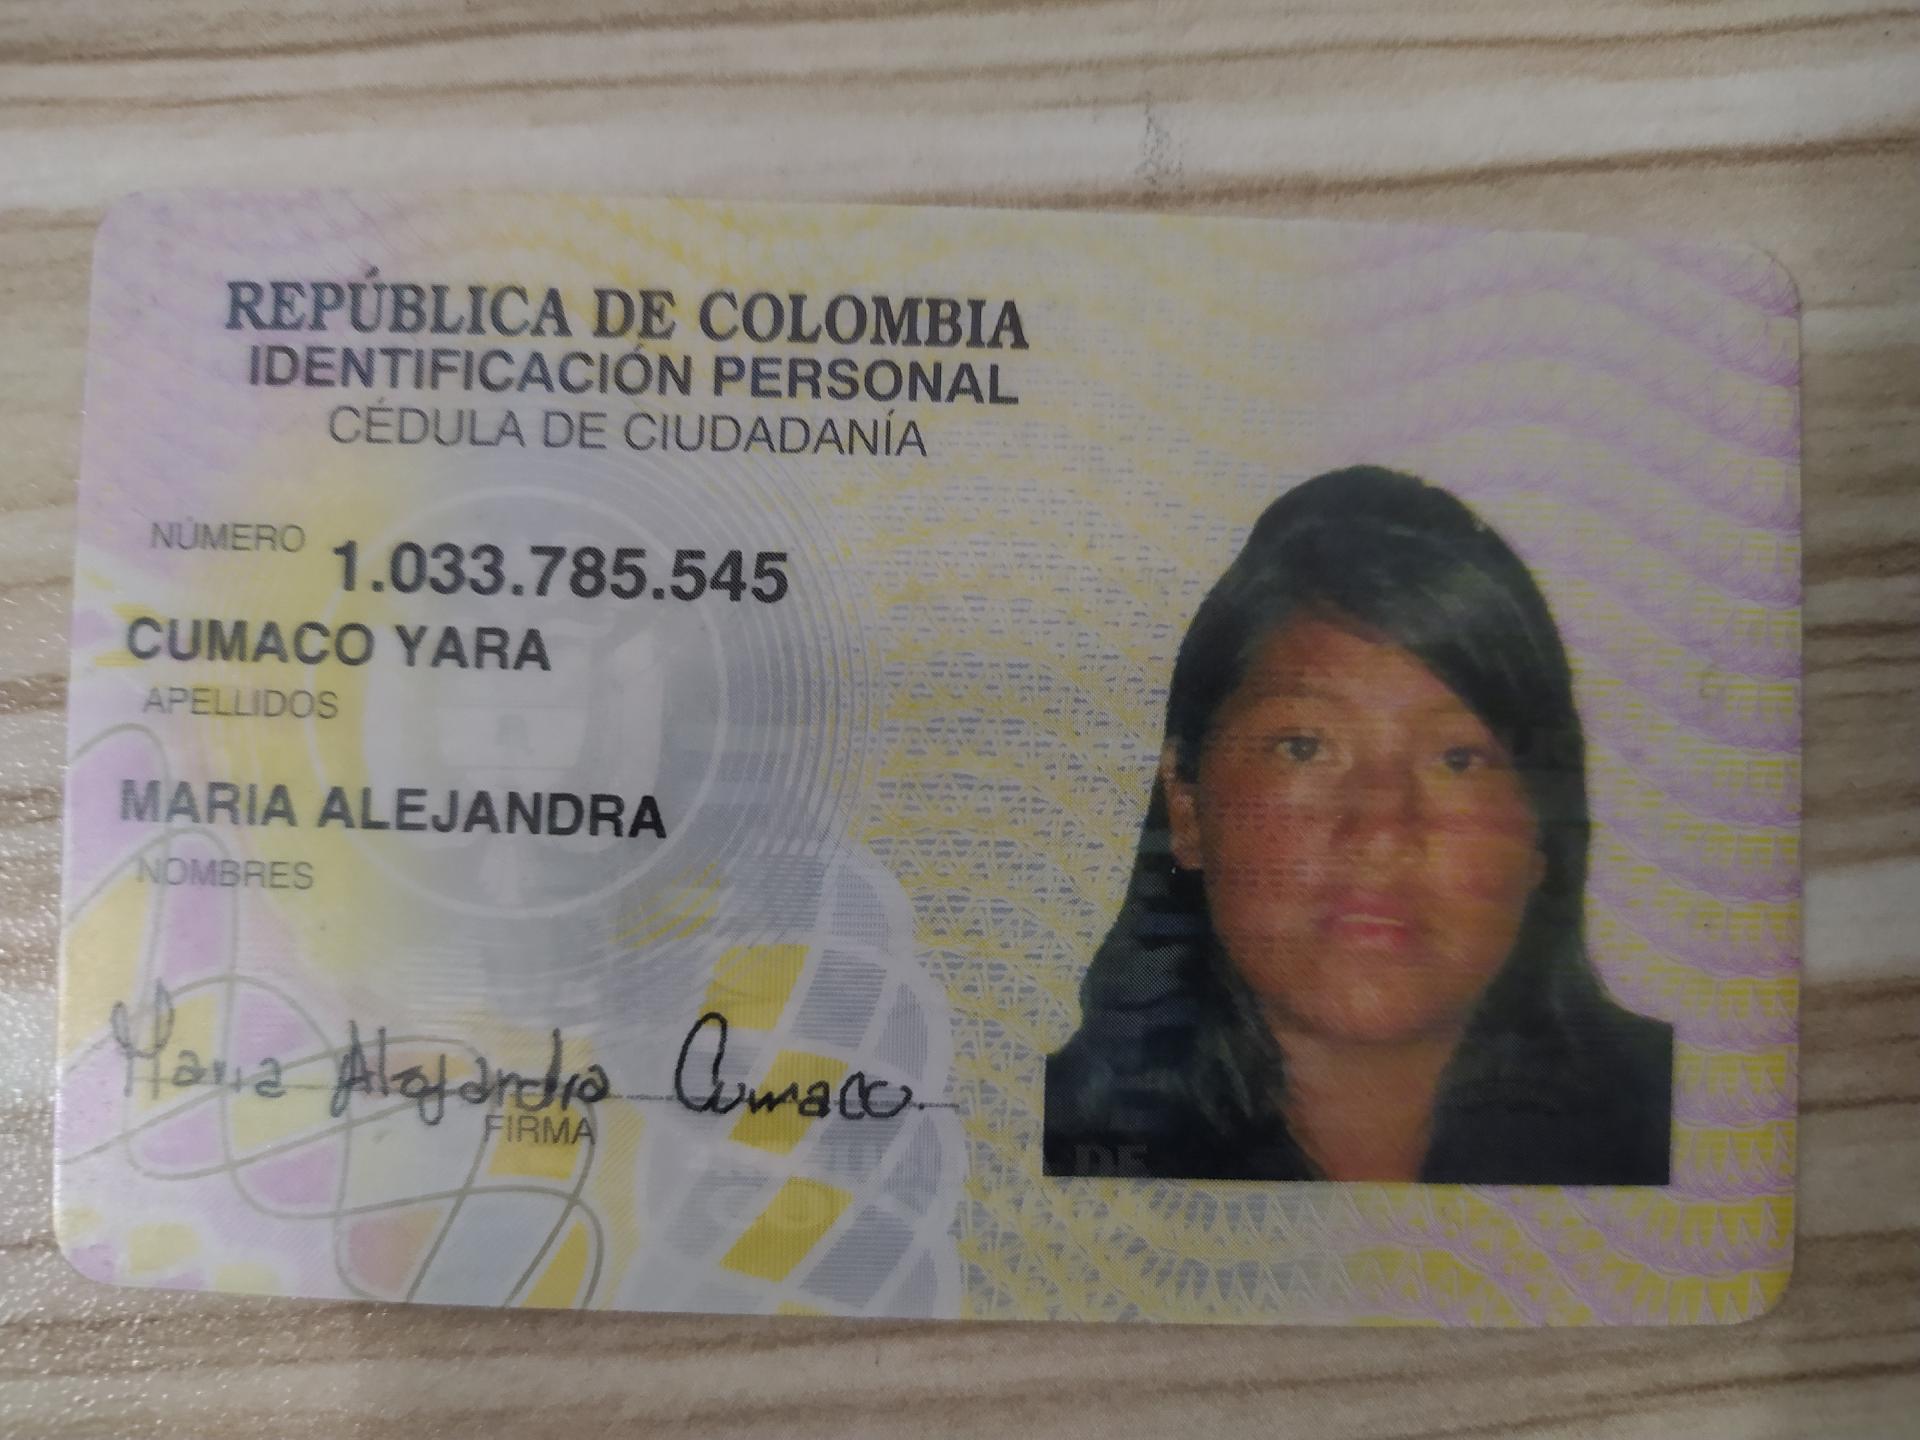 REPÚBLICA DE COLOMBIA
IDENTIFICACIÓN PERSONAL
CÉDULA DE CIUDADANÍA
NÚMERO 1.033.785.545
CUMACO YARA
APELLIDOS
MARIA ALEJANDRA
NOMBRES
Maria Alejandra Cumaco
FIRMA
DE